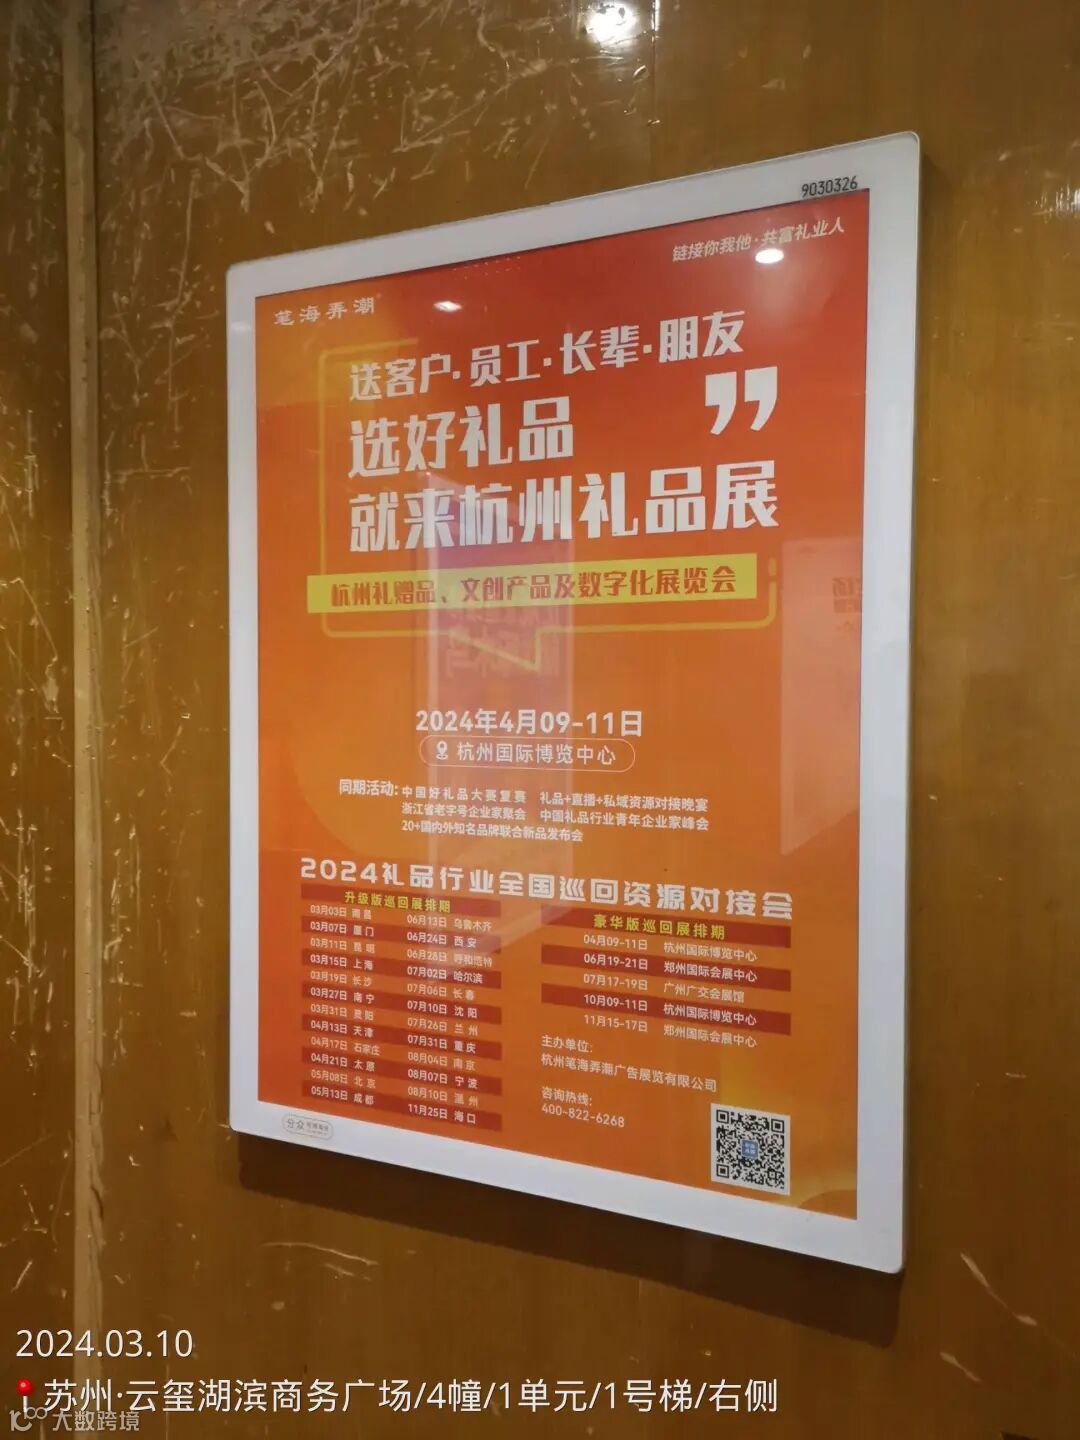 9030326
链接你我他·共富礼业人
笔海弄潮
送客户·员工·长辈·朋友
选好礼品
就来杭州礼品展
杭州礼赠品、文创产品及数字化展览会
2024年4月09-11日
杭州国际博览中心
同期活动: 中国好礼品大赛复赛 礼品+直播+私域资源对接晚宴
浙江省老字号企业家聚会 中国礼品行业青年企业家峰会
20+国内外知名品牌联合新品发布会
2024礼品行业全国巡回资源对接会
升级版巡回展排期
03月03日 南昌 06月13日 乌鲁木齐
03月07日 厦门 06月24日 西安
03月11日 昆明 06月28日 呼和浩特
03月15日 上海 07月02日 哈尔滨
03月19日 长沙 07月06日 长春
03月27日 南宁 07月10日 沈阳
03月31日 贵阳 07月26日 兰州
04月13日 天津 07月31日 重庆
04月17日 石家庄 08月04日 南京
04月21日 太原 08月07日 宁波
05月08日 北京 08月10日 温州
05月13日 成都 11月25日 海口
豪华版巡回展排期
04月09-11日 杭州国际博览中心
06月19-21日 郑州国际会展中心
07月17-19日 广州广交会展馆
10月09-11日 杭州国际博览中心
11月15-17日 郑州国际会展中心
主办单位:
杭州笔海弄潮广告展览有限公司
咨询热线:
400-822-6268
分众
2024.03.10
苏州·云玺湖滨商务广场/4幢/1单元/1号梯/右侧
大数跨境